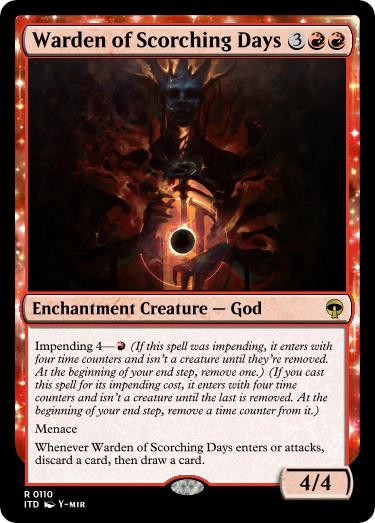 Warden of Scorching Days 3
Enchantment Creature — God
Impending 4— (If this spell was impending, it enters with
four time counters and isn't a creature until they're removed.
At the beginning of your end step, remove one.) (If you cast
this spell for its impending cost, it enters with four time
counters and isn't a creature until the last is removed. At the
beginning of your end step, remove a time counter from it.)
Menace
Whenever Warden of Scorching Days enters or attacks,
discard a card, then draw a card.
4/4
R 0110
ITD Y-MIR